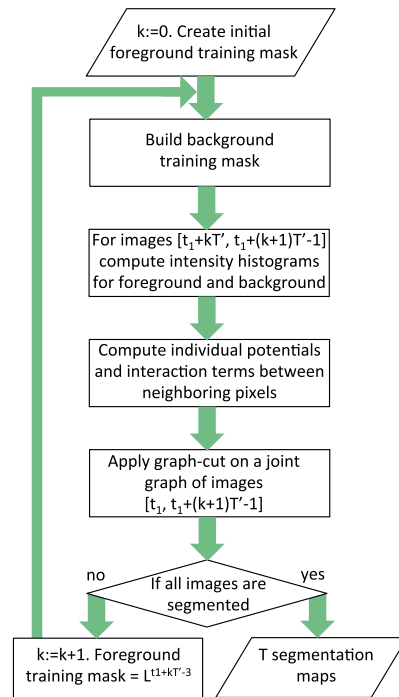 k:=0. Create initial
foreground training mask
Build background
training mask
For images [t₁+kT’, t₁+(k+1)T’-1]
compute intensity histograms
for foreground and background
Compute individual potentials
and interaction terms between
neighboring pixels
Apply graph-cut on a joint
graph of images
[t₁, t₁+(k+1)T’-1]
If all images are
segmented
no
yes
k:=k+1. Foreground
training mask = Lᵗ¹⁺ᵏᵀ’⁻³
T segmentation
maps